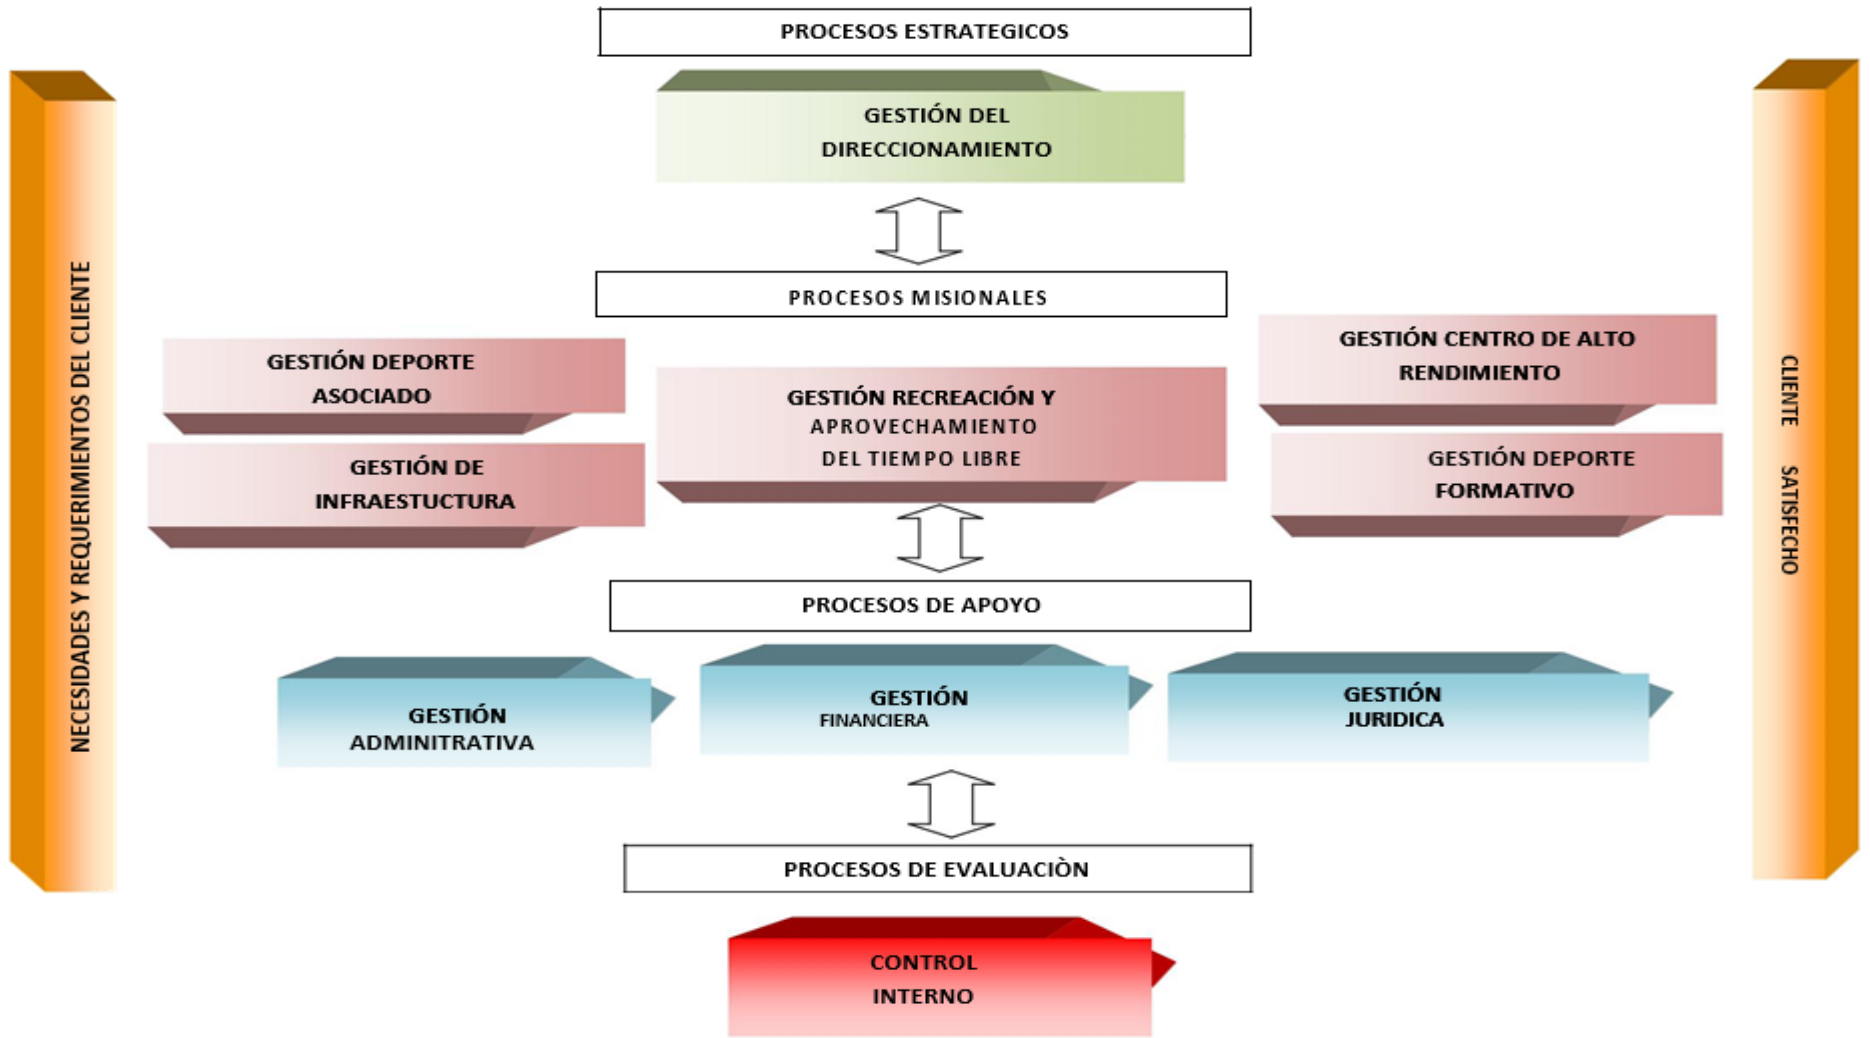 PROCESOS ESTRATEGICOS
GESTIÓN DEL
DIRECCIONAMIENTO
NECESIDADES Y REQUERIMIENTOS DEL CLIENTE
PROCESOS MISIONALES
GESTIÓN DEPORTE
ASOCIADO
GESTIÓN DE
INFRAESTUCTURA
GESTIÓN RECREACIÓN Y
APROVECHAMIENTO
DEL TIEMPO LIBRE
GESTIÓN CENTRO DE ALTO
RENDIMIENTO
GESTIÓN DEPORTE
FORMATIVO
CLIENTE SATISFECHO
PROCESOS DE APOYO
GESTIÓN
ADMINITRATIVA
GESTIÓN
FINANCIERA
GESTIÓN
JURIDICA
PROCESOS DE EVALUACIÒN
CONTROL
INTERNO